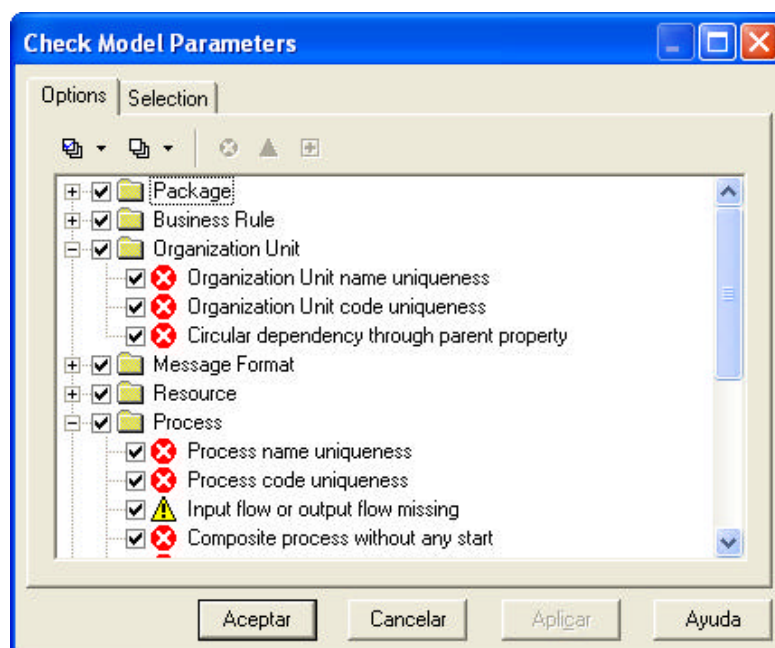 Check Model Parameters
Options Selection
Package
Business Rule
Organization Unit
Organization Unit name uniqueness
Organization Unit code uniqueness
Circular dependency through parent property
Message Format
Resource
Process
Process name uniqueness
Process code uniqueness
Input flow or output flow missing
Composite process without any start
Aceptar Cancelar Aplicar Ayuda